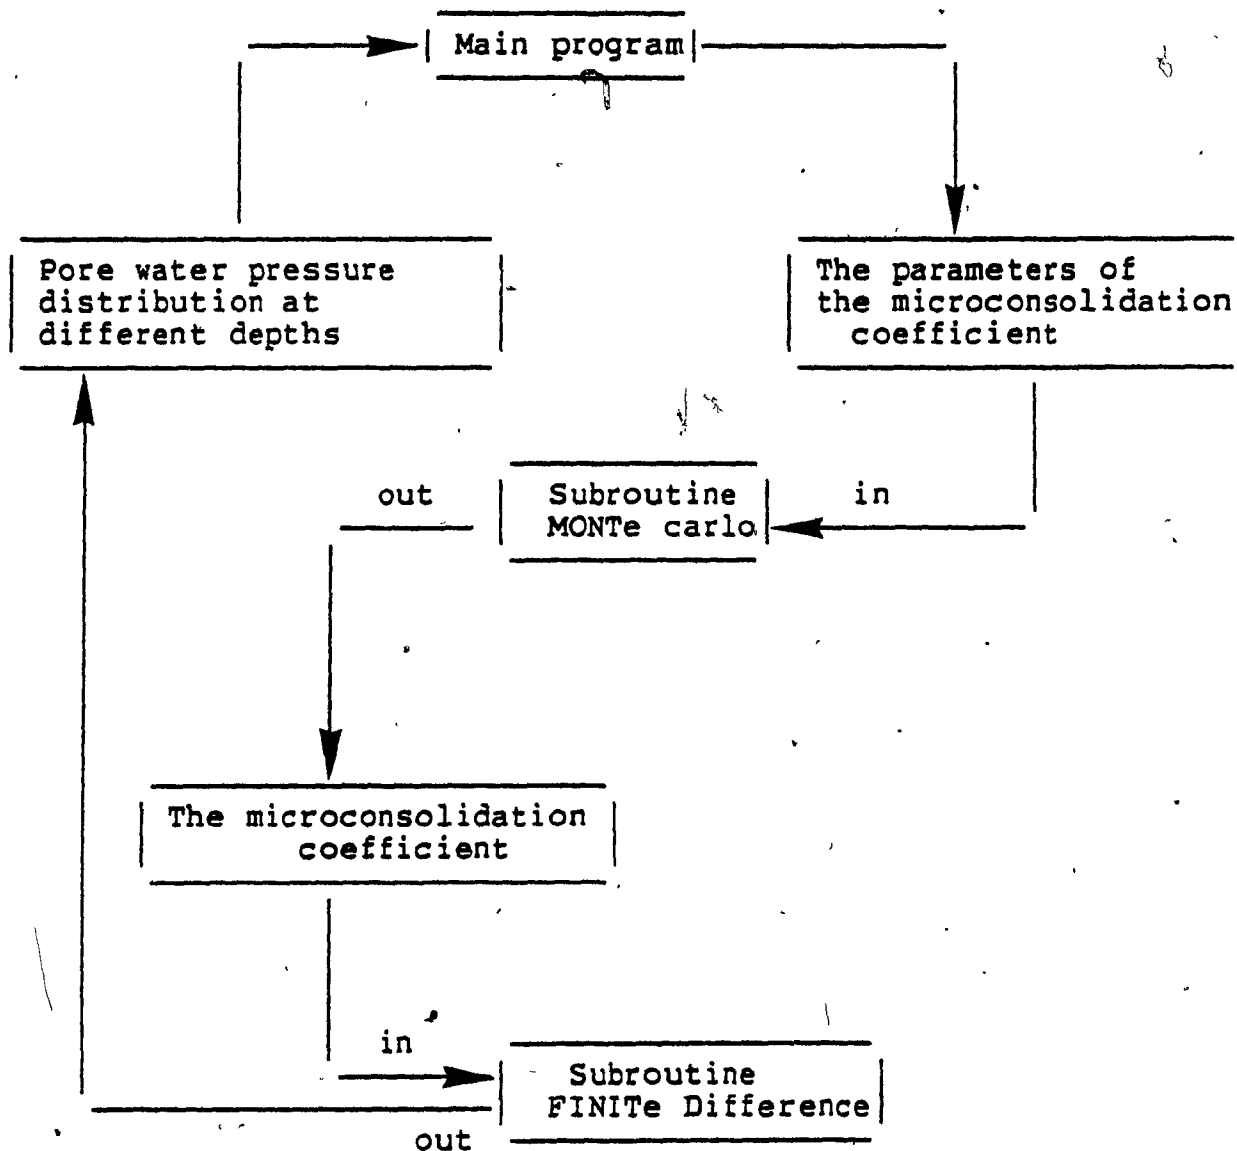 Main program
Pore water pressure
distribution at
different depths
The parameters of
the microconsolidation
coefficient
out
Subroutine
MONTe carlo
in
The microconsolidation
coefficient
in
Subroutine
FINITe Difference
out